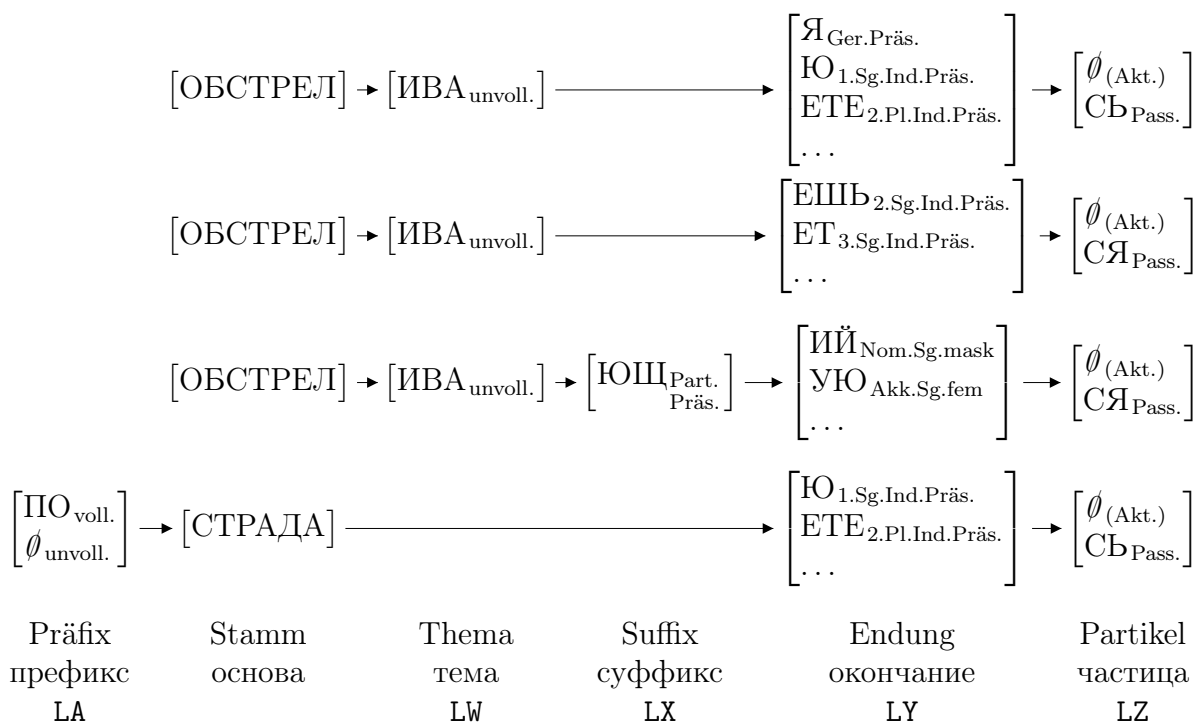 Я Ger.Präs.
[ОБСТРЕЛ] → [ИВА unvoll.] → Ю 1.Sg.Ind.Präs. → ∅ (Akt.)
ЕТЕ 2.Pl.Ind.Präs. СЬ Pass.
...
ЕШЬ 2.Sg.Ind.Präs.
[ОБСТРЕЛ] → [ИВА unvoll.] → ЕТ 3.Sg.Ind.Präs. → ∅ (Akt.)
... СЯ Pass.
ИЙ Nom.Sg.mask
[ОБСТРЕЛ] → [ИВА unvoll.] → [ЮЩ Part. Präs.] → УЮ Akk.Sg.fem → ∅ (Akt.)
... СЯ Pass.
ПО voll. Ю 1.Sg.Ind.Präs. ∅ (Akt.)
∅ unvoll. → [СТРАДА] → ЕТЕ 2.Pl.Ind.Präs. → СЬ Pass.
...
Präfix Stamm Thema Suffix Endung Partikel
префикс основа тема суффикс окончание частица
LA LW LX LY LZ